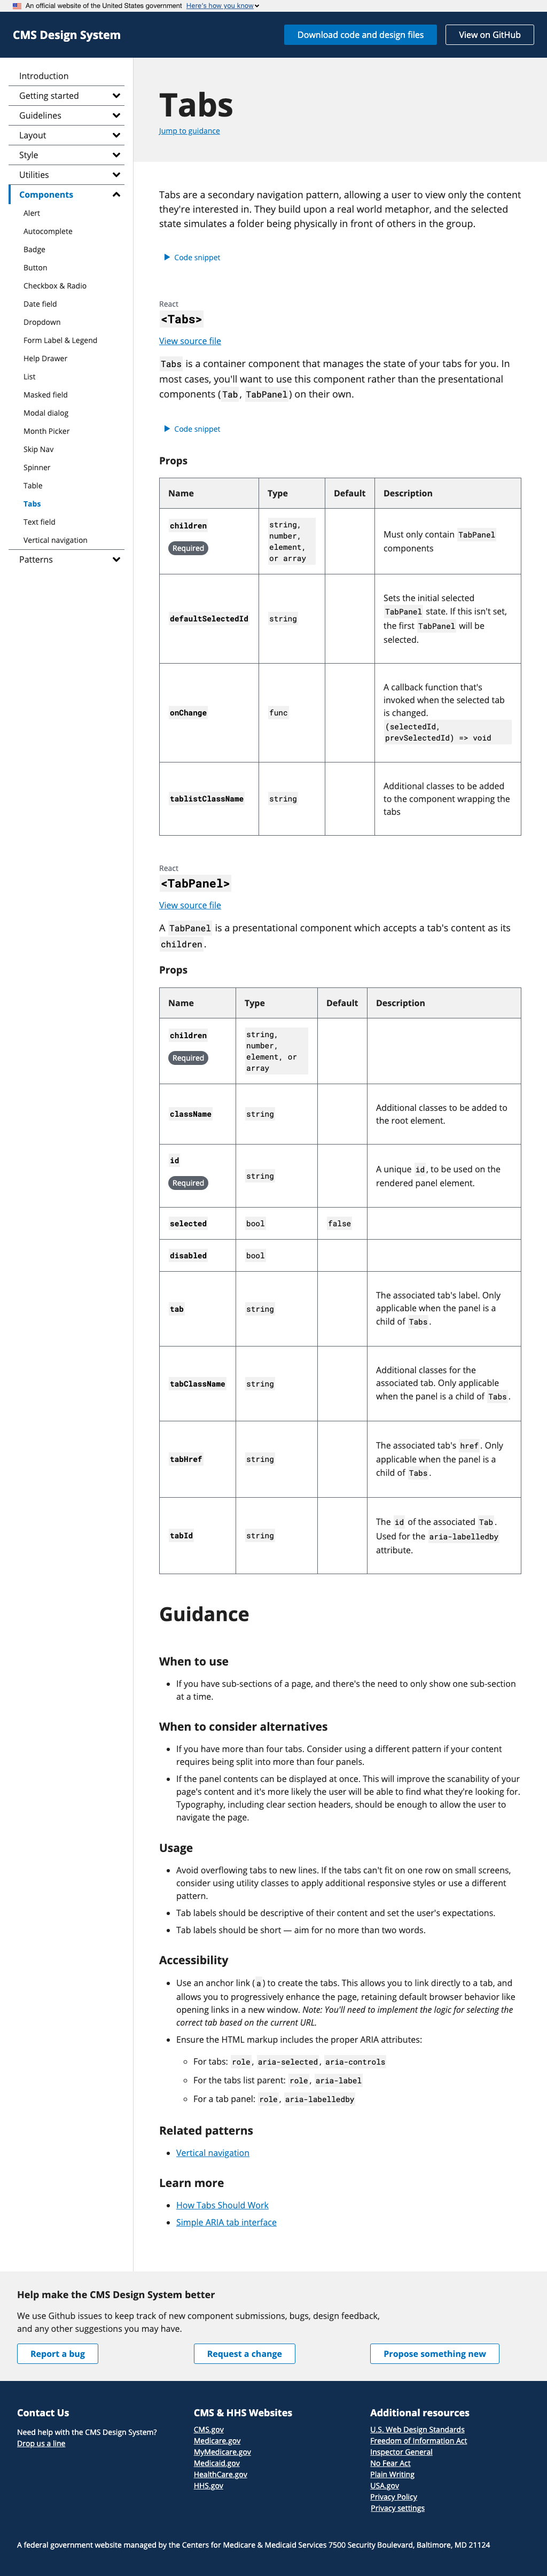 An official website of the United States government Here's how you know
CMS Design System
Download code and design files
View on GitHub
Introduction
Getting started
Guidelines
Layout
Style
Utilities
Components
Alert
Autocomplete
Badge
Button
Checkbox & Radio
Date field
Dropdown
Form Label & Legend
Help Drawer
List
Masked field
Modal dialog
Month Picker
Skip Nav
Spinner
Table
Tabs
Text field
Vertical navigation
Patterns
Tabs
Jump to guidance
Tabs are a secondary navigation pattern, allowing a user to view only the content
they're interested in. They build upon a real world metaphor, and the selected
state simulates a folder being physically in front of others in the group.
Code snippet
React
<Tabs>
View source file
Tabs is a container component that manages the state of your tabs for you. In
most cases, you'll want to use this component rather than the presentational
components (Tab, TabPanel) on their own.
Code snippet
Props
Name Type Default Description
children
Required
string,
number,
element,
or array
Must only contain TabPanel
components
defaultSelectedId
string
Sets the initial selected
TabPanel state. If this isn't set,
the first TabPanel will be
selected.
onChange
func
A callback function that's
invoked when the selected tab
is changed.
(selectedId,
prevSelectedId) => void
tablistClassName
string
Additional classes to be added
to the component wrapping the
tabs
React
<TabPanel>
View source file
A TabPanel is a presentational component which accepts a tab's content as its
children.
Props
Name Type Default Description
children
Required
string,
number,
element, or
array
className
string
Additional classes to be added to
the root element.
id
Required
string
A unique id, to be used on the
rendered panel element.
selected bool false
disabled bool
tab
string
The associated tab's label. Only
applicable when the panel is a
child of Tabs.
tabClassName
string
Additional classes for the
associated tab. Only applicable
when the panel is a child of Tabs.
tabHref
string
The associated tab's href. Only
applicable when the panel is a
child of Tabs.
tabId
string
The id of the associated Tab.
Used for the aria-labelledby
attribute.
Guidance
When to use
• If you have sub-sections of a page, and there's the need to only show one sub-section
at a time.
When to consider alternatives
• If you have more than four tabs. Consider using a different pattern if your content
requires being split into more than four panels.
• If the panel contents can be displayed at once. This will improve the scanability of your
page's content and it's more likely the user will be able to find what they're looking for.
Typography, including clear section headers, should be enough to allow the user to
navigate the page.
Usage
• Avoid overflowing tabs to new lines. If the tabs can't fit on one row on small screens,
consider using utility classes to apply additional responsive styles or use a different
pattern.
• Tab labels should be descriptive of their content and set the user's expectations.
• Tab labels should be short — aim for no more than two words.
Accessibility
• Use an anchor link (a) to create the tabs. This allows you to link directly to a tab, and
allows you to progressively enhance the page, retaining default browser behavior like
opening links in a new window. Note: You'll need to implement the logic for selecting the
correct tab based on the current URL.
• Ensure the HTML markup includes the proper ARIA attributes:
◦ For tabs: role, aria-selected, aria-controls
◦ For the tabs list parent: role, aria-label
◦ For a tab panel: role, aria-labelledby
Related patterns
• Vertical navigation
Learn more
• How Tabs Should Work
• Simple ARIA tab interface
Help make the CMS Design System better
We use Github issues to keep track of new component submissions, bugs, design feedback,
and any other suggestions you may have.
Report a bug
Request a change
Propose something new
Contact Us
Need help with the CMS Design System?
Drop us a line
CMS & HHS Websites
CMS.gov
Medicare.gov
MyMedicare.gov
Medicaid.gov
HealthCare.gov
HHS.gov
Additional resources
U.S. Web Design Standards
Freedom of Information Act
Inspector General
No Fear Act
Plain Writing
USA.gov
Privacy Policy
Privacy settings
A federal government website managed by the Centers for Medicare & Medicaid Services 7500 Security Boulevard, Baltimore, MD 21124